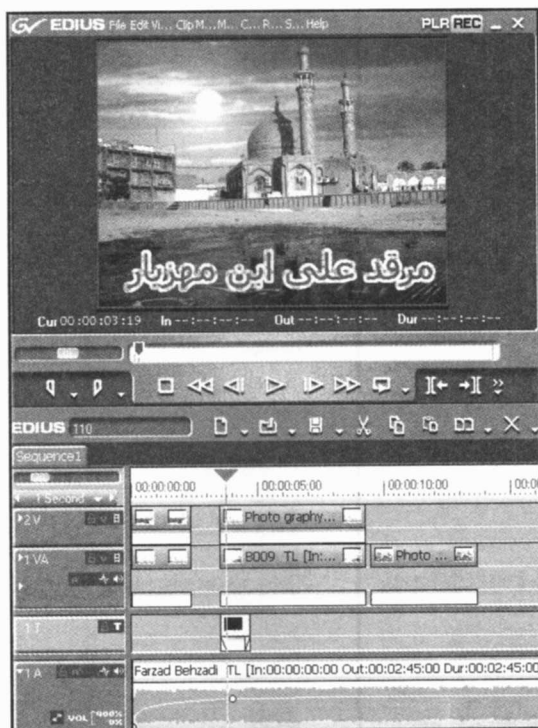 EDIUS File Edit Vi... Clip M... M... C... R... S... Help PLR REC
مرقد علی ابن مهزیار
Cur 00:00:03:19 In --:--:--:-- Out --:--:--:-- Dur --:--:--:--
EDIUS 110
Sequence1
00:00:00:00 00:00:05:00 00:00:10:00 00:00
1 Second
2 V Photo graphy...
1 VA B009 TL [In:... Photo ...
1 T T
1 A Farzad Behzadi TL [In:00:00:00:00 Out:00:02:45:00 Dur:00:02:45:00
VOL